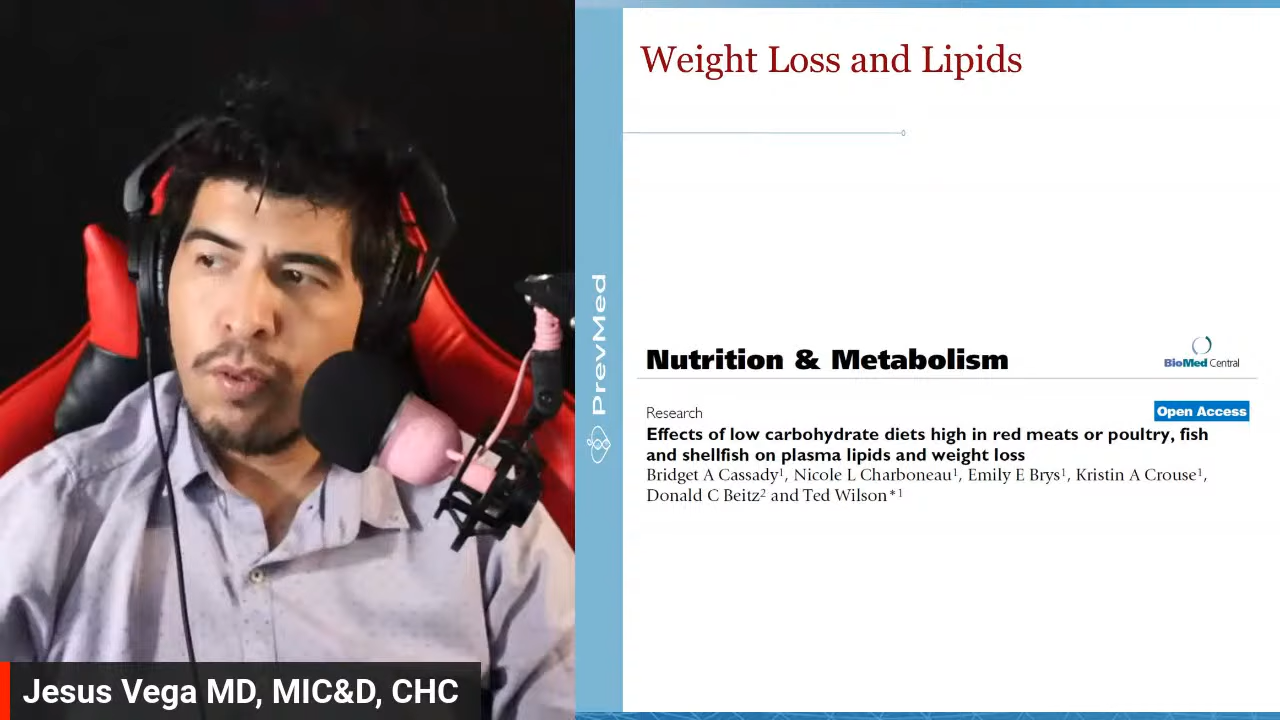 Weight Loss and Lipids
PrevMed
Nutrition & Metabolism
BioMed Central
Research
Open Access
Effects of low carbohydrate diets high in red meats or poultry, fish
and shellfish on plasma lipids and weight loss
Bridget A Cassady¹, Nicole L Charboneau¹, Emily E Brys¹, Kristin A Crouse¹,
Donald C Beitz² and Ted Wilson*¹
Jesus Vega MD, MIC&D, CHC